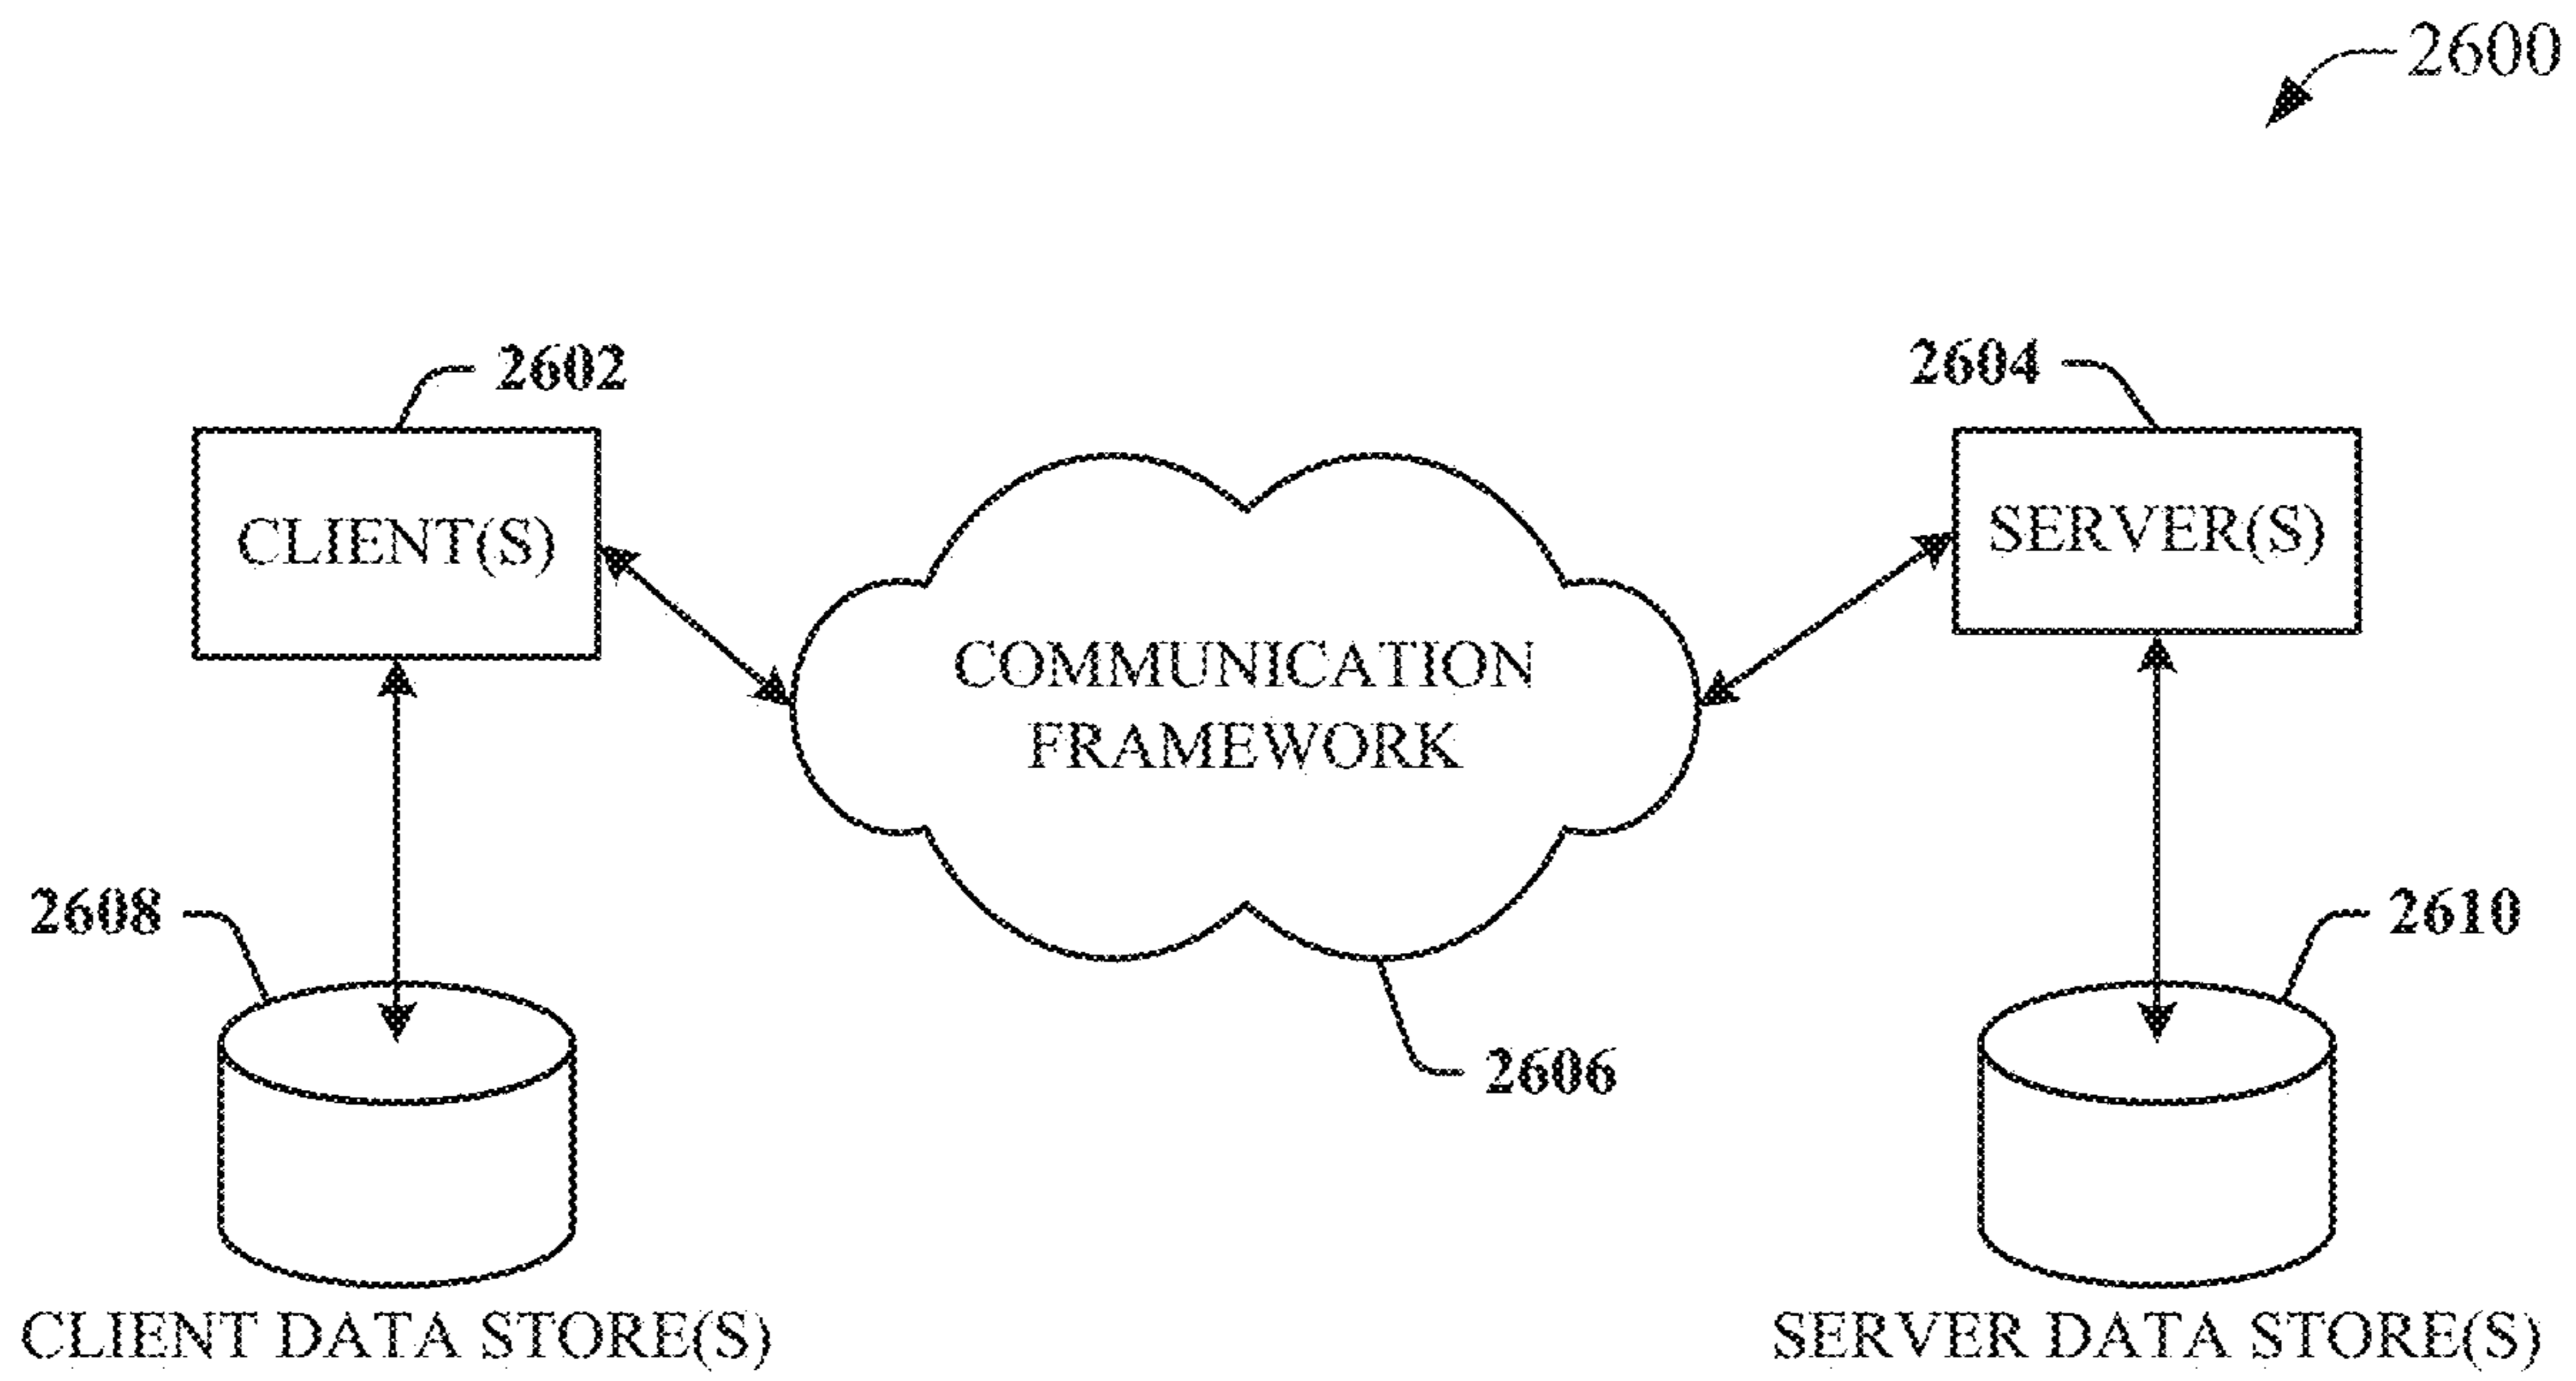 2600
2602
2604
CLIENT(S)
SERVER(S)
COMMUNICATION
FRAMEWORK
2608
2610
2606
CLIENT DATA STORE(S)
SERVER DATA STORE(S)